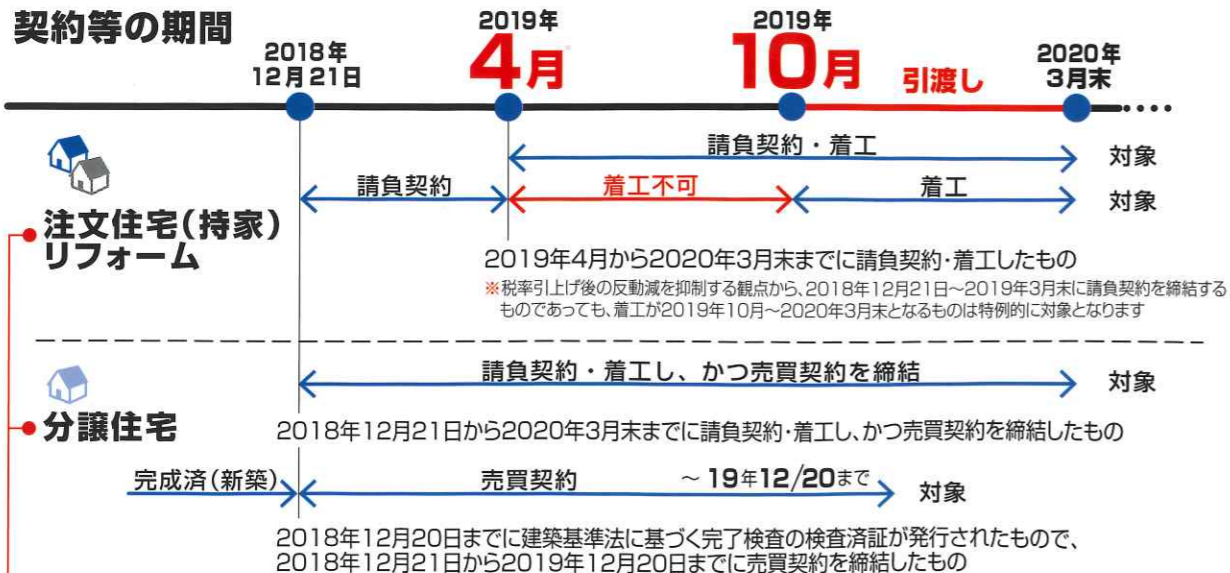 契約等の期間
2018年
12月21日
2019年
4月
2019年
10月
引渡し
2020年
3月末
請負契約・着工
対象
請負契約
着工不可
着工
対象
注文住宅(持家)
リフォーム
2019年4月から2020年3月末までに請負契約・着工したもの
※税率引上げ後の反動減を抑制する観点から、2018年12月21日～2019年3月末に請負契約を締結する
ものであっても、着工が2019年10月～2020年3月末となるものは特例的に対象となります
請負契約・着工し、かつ売買契約を締結
対象
分譲住宅
2018年12月21日から2020年3月末までに請負契約・着工し、かつ売買契約を締結したもの
完成済(新築)
売買契約
～19年12/20まで
対象
2018年12月20日までに建築基準法に基づく完了検査の検査済証が発行されたもので、
2018年12月21日から2019年12月20日までに売買契約を締結したもの